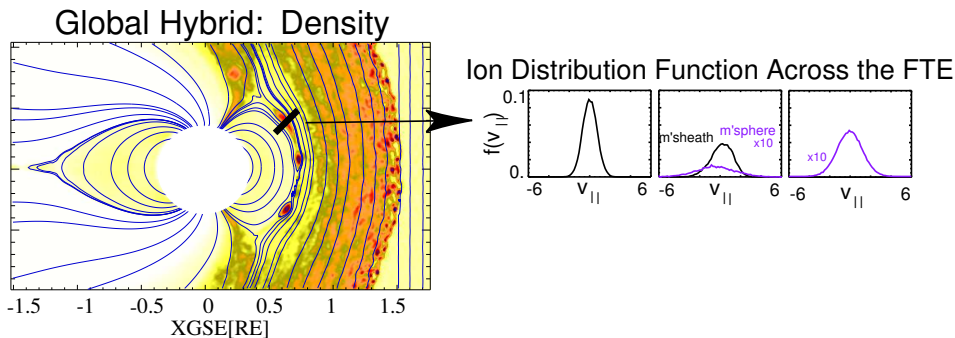 Global Hybrid: Density
Ion Distribution Function Across the FTE
0.1
f(v||)
0
m'sheath
m'sphere
x10
x10
-6 6 -6 6 -6 6
v|| v|| v||
-1.5 -1 -0.5 0 0.5 1 1.5
XGSE[RE]